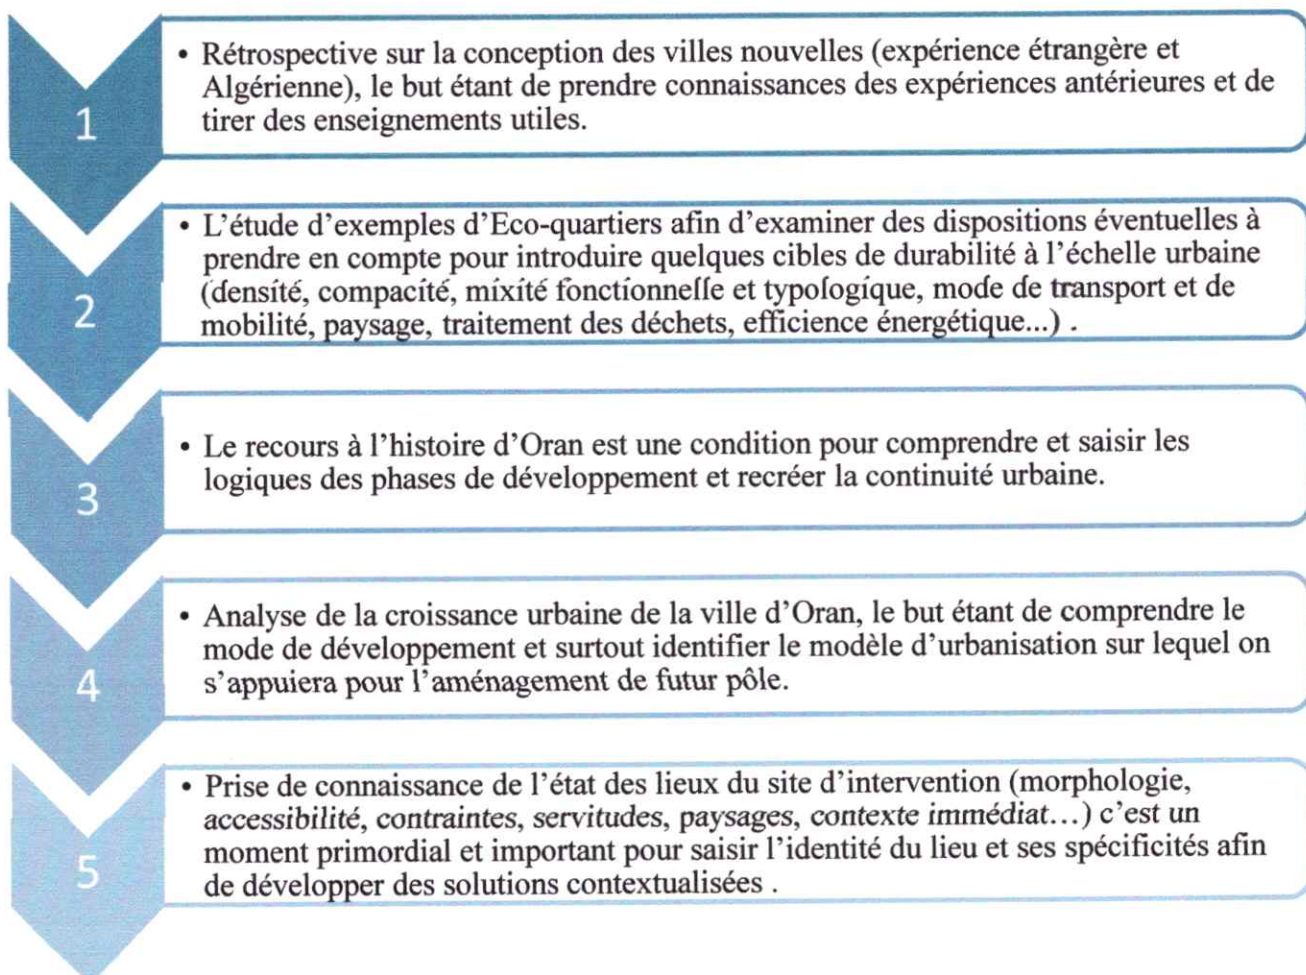 1
• Rétrospective sur la conception des villes nouvelles (expérience étrangère et
Algérienne), le but étant de prendre connaissances des expériences antérieures et de
tirer des enseignements utiles.
2
• L'étude d'exemples d'Eco-quartiers afin d'examiner des dispositions éventuelles à
prendre en compte pour introduire quelques cibles de durabilité à l'échelle urbaine
(densité, compacité, mixité fonctionnelle et typologique, mode de transport et de
mobilité, paysage, traitement des déchets, efficience énergétique...) .
3
• Le recours à l'histoire d'Oran est une condition pour comprendre et saisir les
logiques des phases de développement et recréer la continuité urbaine.
4
• Analyse de la croissance urbaine de la ville d'Oran, le but étant de comprendre le
mode de développement et surtout identifier le modèle d'urbanisation sur lequel on
s'appuiera pour l'aménagement de futur pôle.
5
• Prise de connaissance de l'état des lieux du site d'intervention (morphologie,
accessibilité, contraintes, servitudes, paysages, contexte immédiat…) c'est un
moment primordial et important pour saisir l'identité du lieu et ses spécificités afin
de développer des solutions contextualisées .